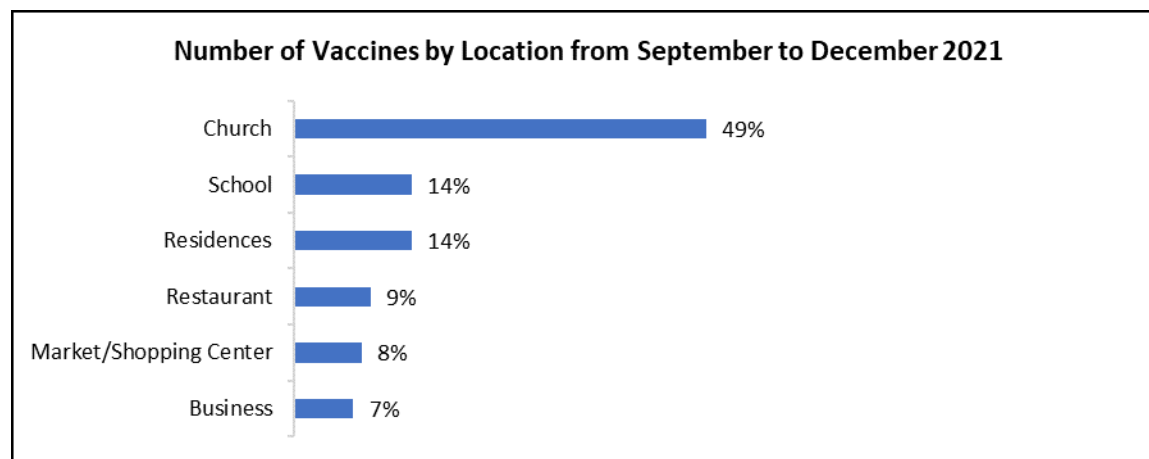 Number of Vaccines by Location from September to December 2021
Church 49%
School 14%
Residences 14%
Restaurant 9%
Market/Shopping Center 8%
Business 7%